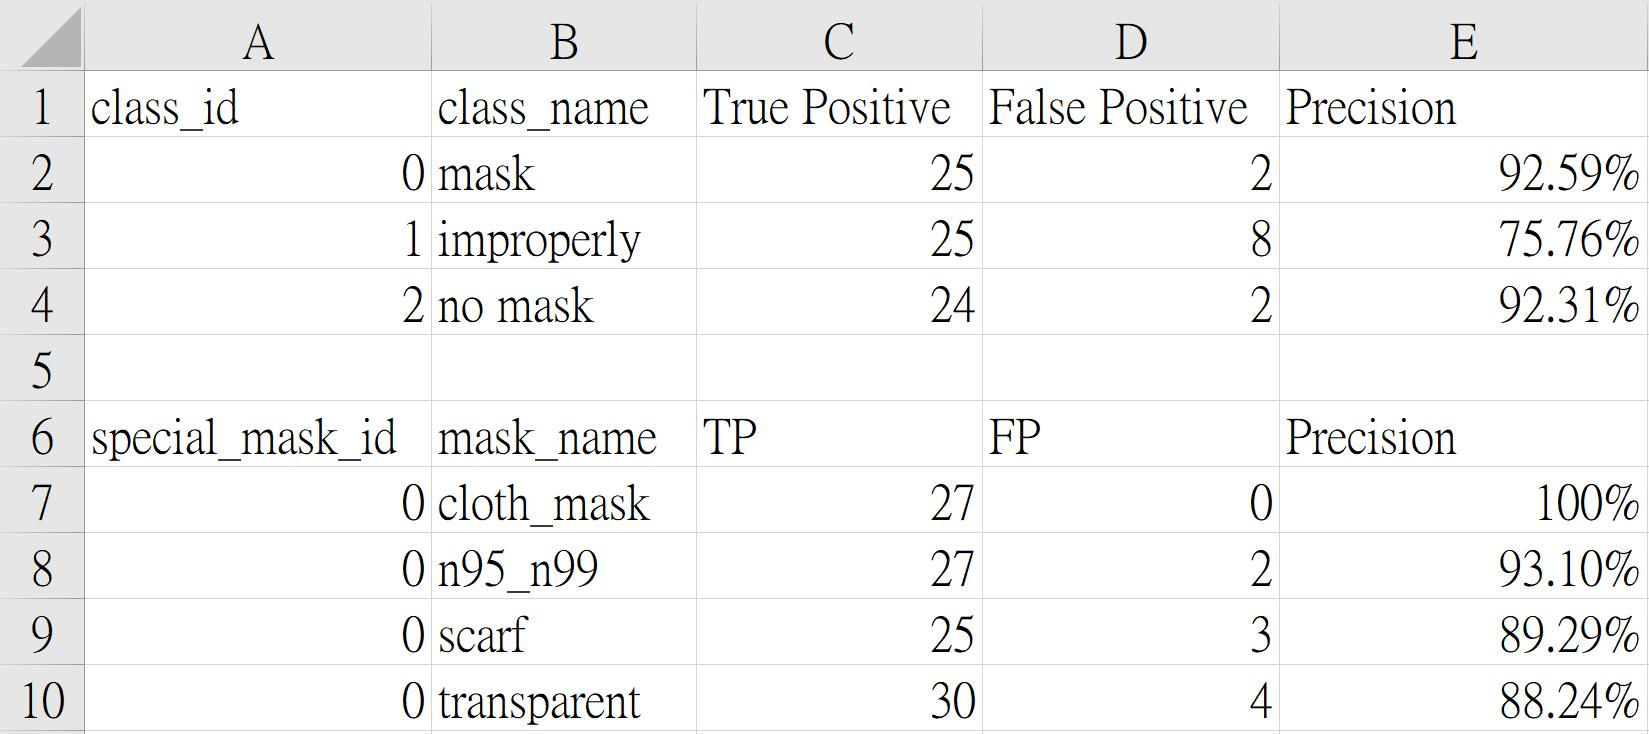 A B C D E
1 class_id class_name True Positive False Positive Precision
2 0 mask 25 2 92.59%
3 1 improperly 25 8 75.76%
4 2 no mask 24 2 92.31%
5
6 special_mask_id mask_name TP FP Precision
7 0 cloth_mask 27 0 100%
8 0 n95_n99 27 2 93.10%
9 0 scarf 25 3 89.29%
10 0 transparent 30 4 88.24%